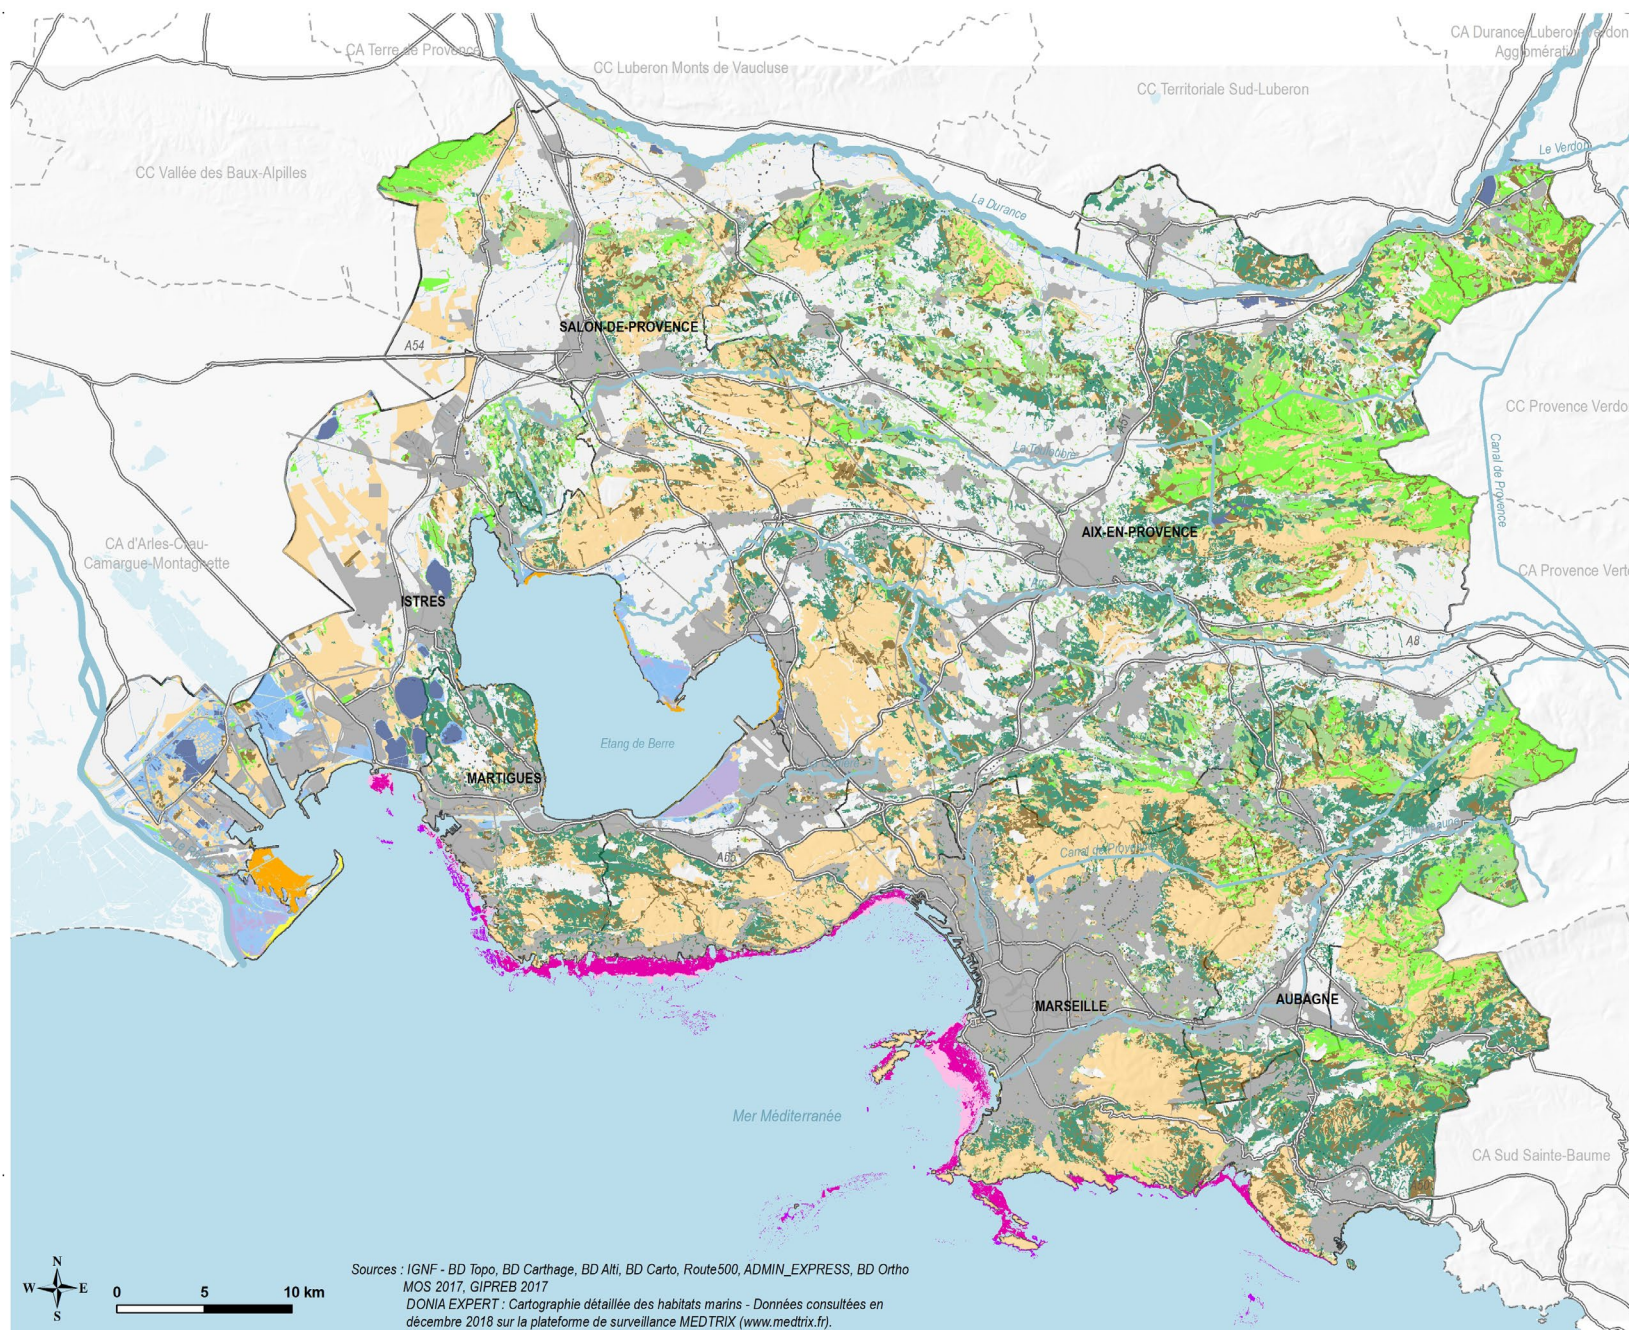 CA Terre de Provence
CA Durance Luberon Verdon
Agglomération
CC Luberon Monts de Vaucluse
CC Territoriale Sud-Luberon
Le Verdon
CC Vallée des Baux-Alpilles
La Durance
SALON-DE-PROVENCE
A54
CC Provence Verdo
A7
A51
La Touloubre
Canal de Provence
AIX-EN-PROVENCE
CA d'Arles-Crau-
Camargue-Montagnette
CA Provence Verte
ISTRES
A8
Etang de Berre
MARTIGUES
A55
Canal de Provence
MARSEILLE
AUBAGNE
Mer Méditerranée
CA Sud Sainte-Baume
N
W E
S
0 5 10 km
Sources : IGNF - BD Topo, BD Carthage, BD Alti, BD Carto, Route500, ADMIN_EXPRESS, BD Ortho
MOS 2017, GIPREB 2017
DONIA EXPERT : Cartographie détaillée des habitats marins - Données consultées en
décembre 2018 sur la plateforme de surveillance MEDTRIX (www.medtrix.fr).